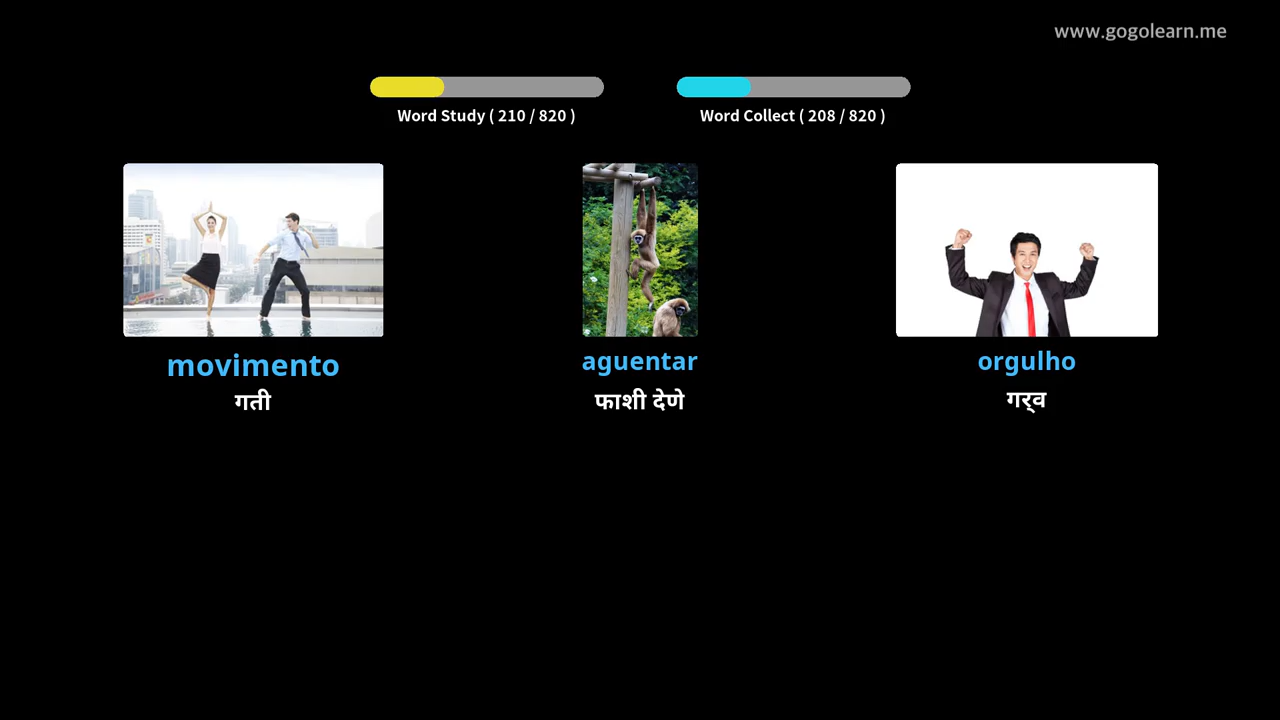 www.gogolearn.me
Word Study ( 210 / 820 )
Word Collect ( 208 / 820 )
movimento
गती
aguentar
फाशी देणे
orgulho
गर्‌व